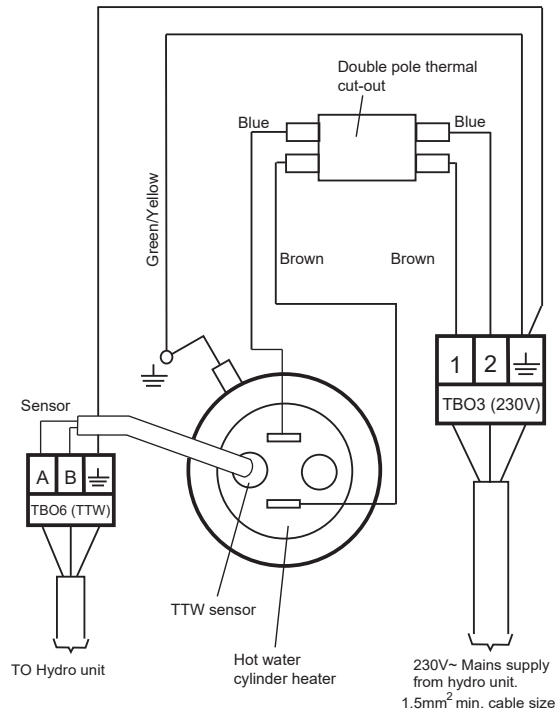 Double pole thermal
cut-out
Blue
Blue
Green/Yellow
Brown
Brown
1 2
TBO3 (230V)
Sensor
A B
TBO6 (TTW)
TTW sensor
Hot water
cylinder heater
TO Hydro unit
230V~ Mains supply
from hydro unit.
1.5mm² min. cable size